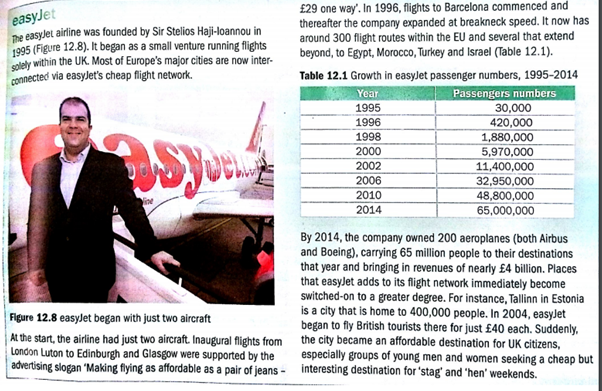 easyJet
The easyJet airline was founded by Sir Stelios Haji-Ioannou in
1995 (Figure 12.8). It began as a small venture running flights
solely within the UK. Most of Europe's major cities are now inter-
connected via easyJet's cheap flight network.
easyJet.co
line
Figure 12.8 easyJet began with just two aircraft
At the start, the airline had just two aircraft. Inaugural flights from
London Luton to Edinburgh and Glasgow were supported by the
advertising slogan 'Making flying as affordable as a pair of jeans –
£29 one way'. In 1996, flights to Barcelona commenced and
thereafter the company expanded at breakneck speed. It now has
around 300 flight routes within the EU and several that extend
beyond, to Egypt, Morocco, Turkey and Israel (Table 12.1).
Table 12.1 Growth in easyJet passenger numbers, 1995–2014
Year Passengers numbers
1995 30,000
1996 420,000
1998 1,880,000
2000 5,970,000
2002 11,400,000
2006 32,950,000
2010 48,800,000
2014 65,000,000
By 2014, the company owned 200 aeroplanes (both Airbus
and Boeing), carrying 65 million people to their destinations
that year and bringing in revenues of nearly £4 billion. Places
that easyJet adds to its flight network immediately become
switched-on to a greater degree. For instance, Tallinn in Estonia
is a city that is home to 400,000 people. In 2004, easyJet
began to fly British tourists there for just £40 each. Suddenly,
the city became an affordable destination for UK citizens,
especially groups of young men and women seeking a cheap but
interesting destination for 'stag' and 'hen' weekends.